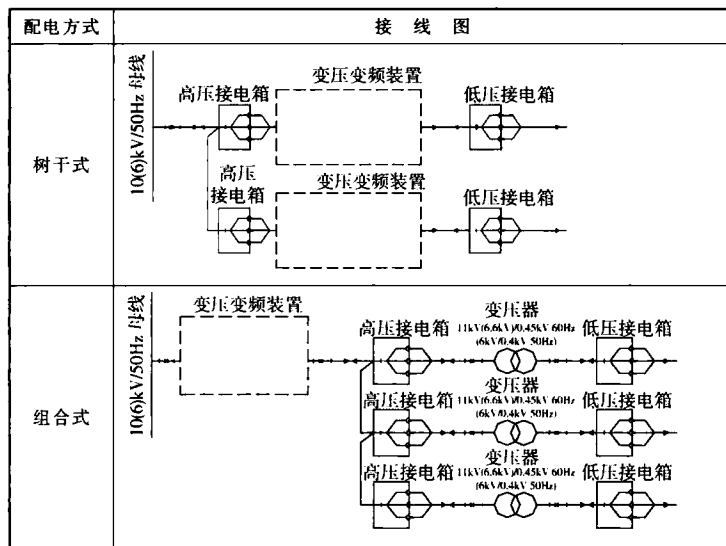 配电方式
接 线 图
树干式
10(6)kV/50Hz 母线
变压变频装置
高压接电箱
低压接电箱
高压
接电箱
变压变频装置
低压接电箱
组合式
10(6)kV/50Hz 母线
变压变频装置
变压器
高压接电箱
11kV(6.6kV)/0.45kV 60Hz
(6kV/0.4kV 50Hz)
低压接电箱
变压器
高压接电箱
11kV(6.6kV)/0.45kV 60Hz
(6kV/0.4kV 50Hz)
低压接电箱
变压器
高压接电箱
11kV(6.6kV)/0.45kV 60Hz
(6kV/0.4kV 50Hz)
低压接电箱